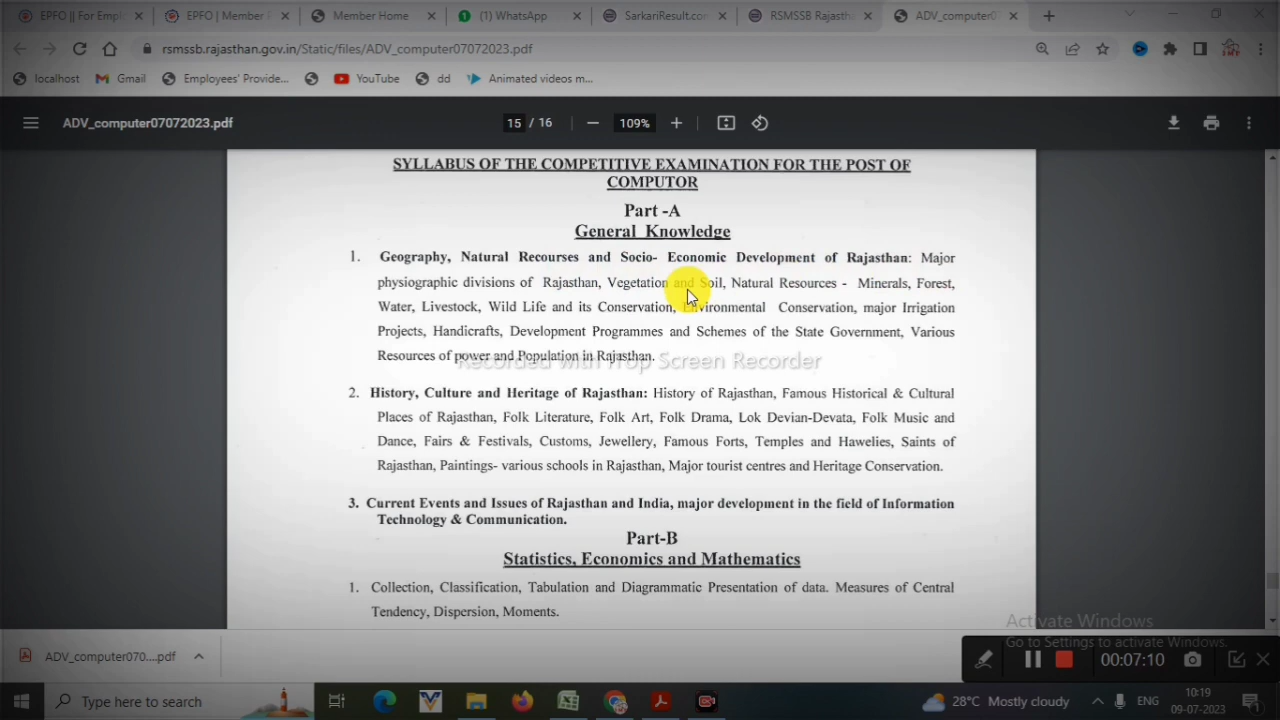 EPFO || For Empl
EPFO | Member
Member Home
(1) WhatsApp
SarkariResult.co
RSMSSB Rajasth
ADV_computer0
rsmssb.rajasthan.gov.in/Static/files/ADV_computer07072023.pdf
localhost
Gmail
Employees' Provide...
YouTube
dd
Animated videos m...
ADV_computer07072023.pdf
15 / 16
109%
SYLLABUS OF THE COMPETITIVE EXAMINATION FOR THE POST OF
COMPUTOR
Part -A
General Knowledge
1. Geography, Natural Recourses and Socio- Economic Development of Rajasthan: Major
physiographic divisions of Rajasthan, Vegetation and Soil, Natural Resources - Minerals, Forest,
Water, Livestock, Wild Life and its Conservation, Environmental Conservation, major Irrigation
Projects, Handicrafts, Development Programmes and Schemes of the State Government, Various
Resources of power and Population in Rajasthan.
Recorded with iTop Screen Recorder
2. History, Culture and Heritage of Rajasthan: History of Rajasthan, Famous Historical & Cultural
Places of Rajasthan, Folk Literature, Folk Art, Folk Drama, Lok Devian-Devata, Folk Music and
Dance, Fairs & Festivals, Customs, Jewellery, Famous Forts, Temples and Hawelies, Saints of
Rajasthan, Paintings- various schools in Rajasthan, Major tourist centres and Heritage Conservation.
3. Current Events and Issues of Rajasthan and India, major development in the field of Information
Technology & Communication.
Part-B
Statistics, Economics and Mathematics
1. Collection, Classification, Tabulation and Diagrammatic Presentation of data. Measures of Central
Tendency, Dispersion, Moments.
Activate Windows
Go to Settings to activate Windows.
ADV_computer070....pdf
00:07:10
Type here to search
28°C Mostly cloudy
ENG
10:19
09-07-2023